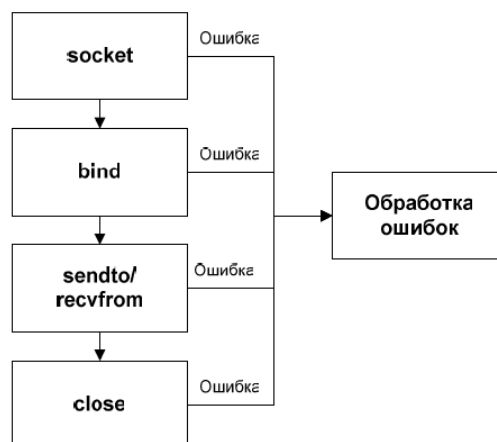 socket
Ошибка
bind
Ошибка
Обработка
ошибок
sendto/
recvfrom
Ошибка
close
Ошибка